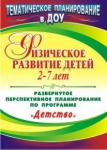 ТЕМАТИЧЕСКОЕ ПЛАНИРОВАНИЕ
В ДОУ
Физическое
развитие детей
2-7 лет
РАЗВЕРНУТОЕ
ПЕРСПЕКТИВНОЕ ПЛАНИРОВАНИЕ
ПО ПРОГРАММЕ
«Детство»